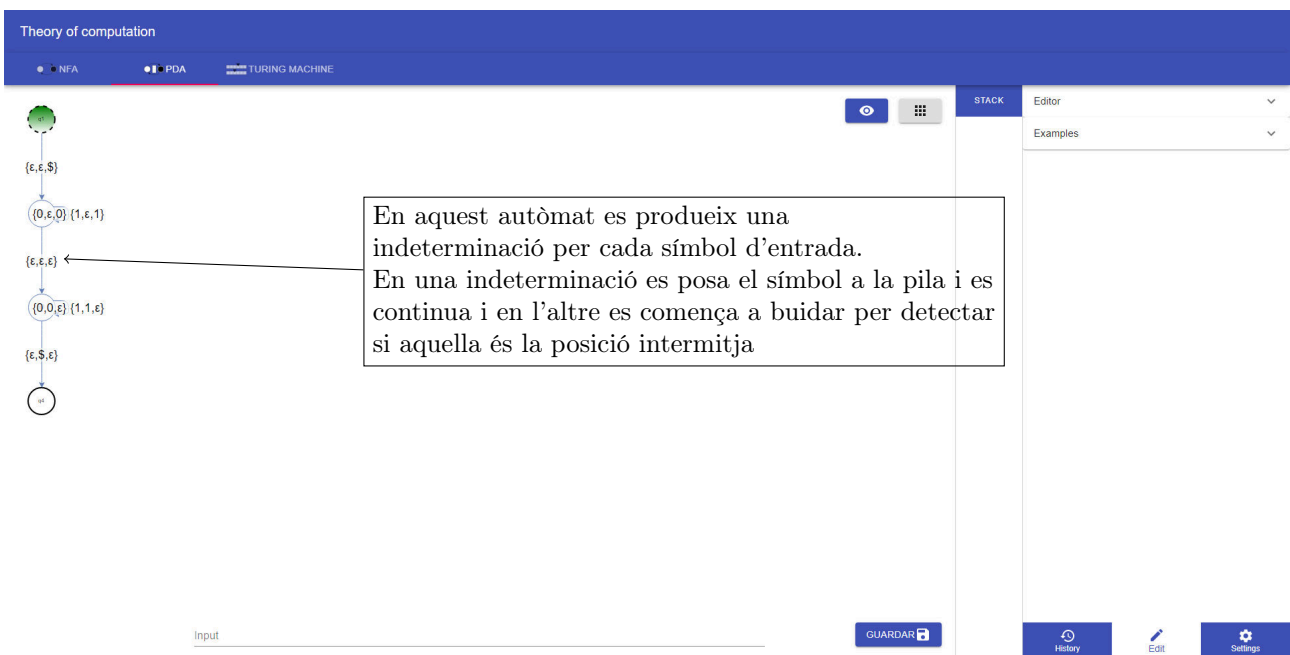 Theory of computation
NFA
PDA
TURING MACHINE
STACK
Editor
Examples
q1
{ε,ε,$}
{0,ε,0} {1,ε,1}
{ε,ε,ε}
{0,0,ε} {1,1,ε}
{ε,$,ε}
q4
En aquest autòmat es produeix una
indeterminació per cada símbol d'entrada.
En una indeterminació es posa el símbol a la pila i es
continua i en l'altre es comença a buidar per detectar
si aquella és la posició intermitja
Input
GUARDAR
History
Edit
Settings